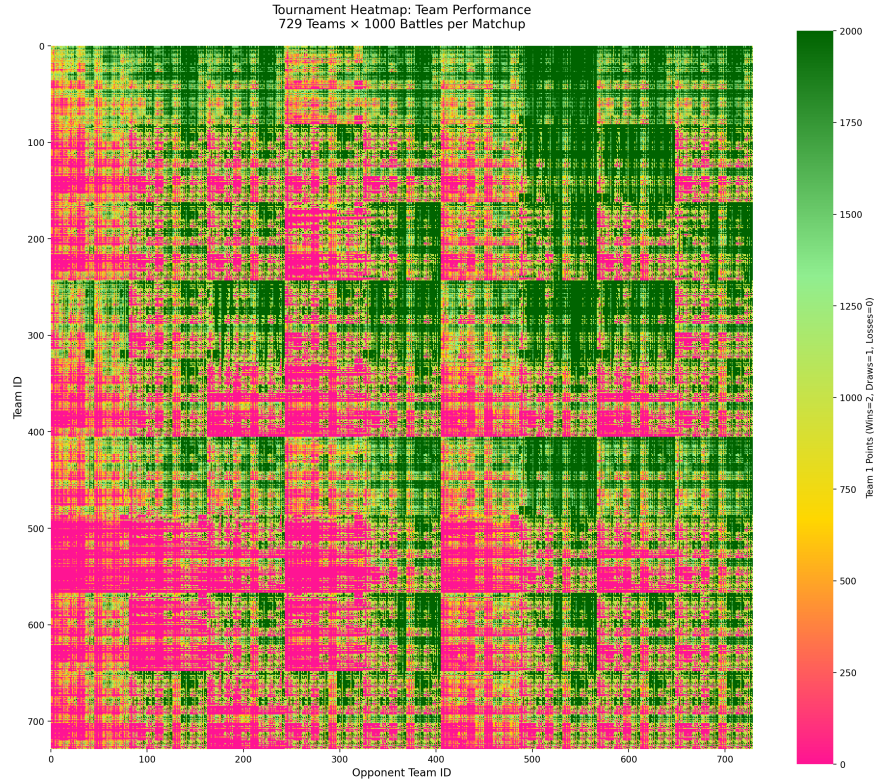 Tournament Heatmap: Team Performance
729 Teams × 1000 Battles per Matchup
Team ID
0
100
200
300
400
500
600
700
0 100 200 300 400 500 600 700
Opponent Team ID
2000
1750
1500
1250
1000
750
500
250
0
Team 1 Points (Wins=2, Draws=1, Losses=0)